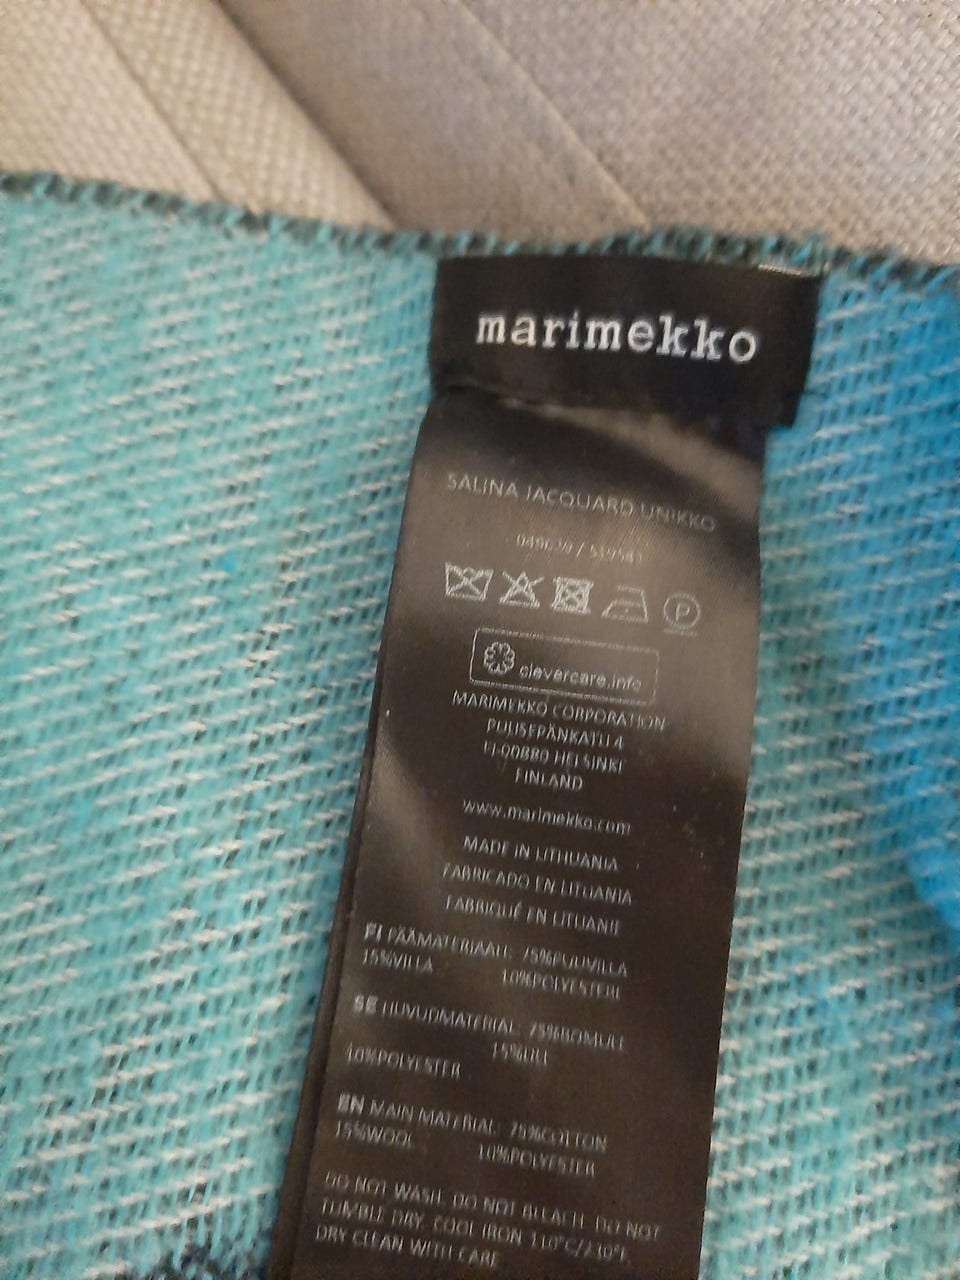 marimekko
SALINA JACQUARD UNIKKO
P
clevercare.info
MARIMEKKO CORPORATION
PUUSEPÄNKATU 4
FI-00880 HELSINKI
FINLAND
www.marimekko.com
MADE IN LITHUANIA
FABRICADO EN LITUANIA
FABRIQUÉ EN LITUANIE
FI PÄÄMATERIAALI: 75%PUUVILLA
15%VILLA 10%POLYESTERI
SE HUVUDMATERIAL: 75%BOMULL
15%ULL
10%POLYESTER
EN MAIN MATERIAL: 75%COTTON
15%WOOL 10%POLYESTER
DO NOT WASH. DO NOT BLEACH. DO NOT
TUMBLE DRY. COOL IRON 110°C/230°F.
DRY CLEAN WITH CARE